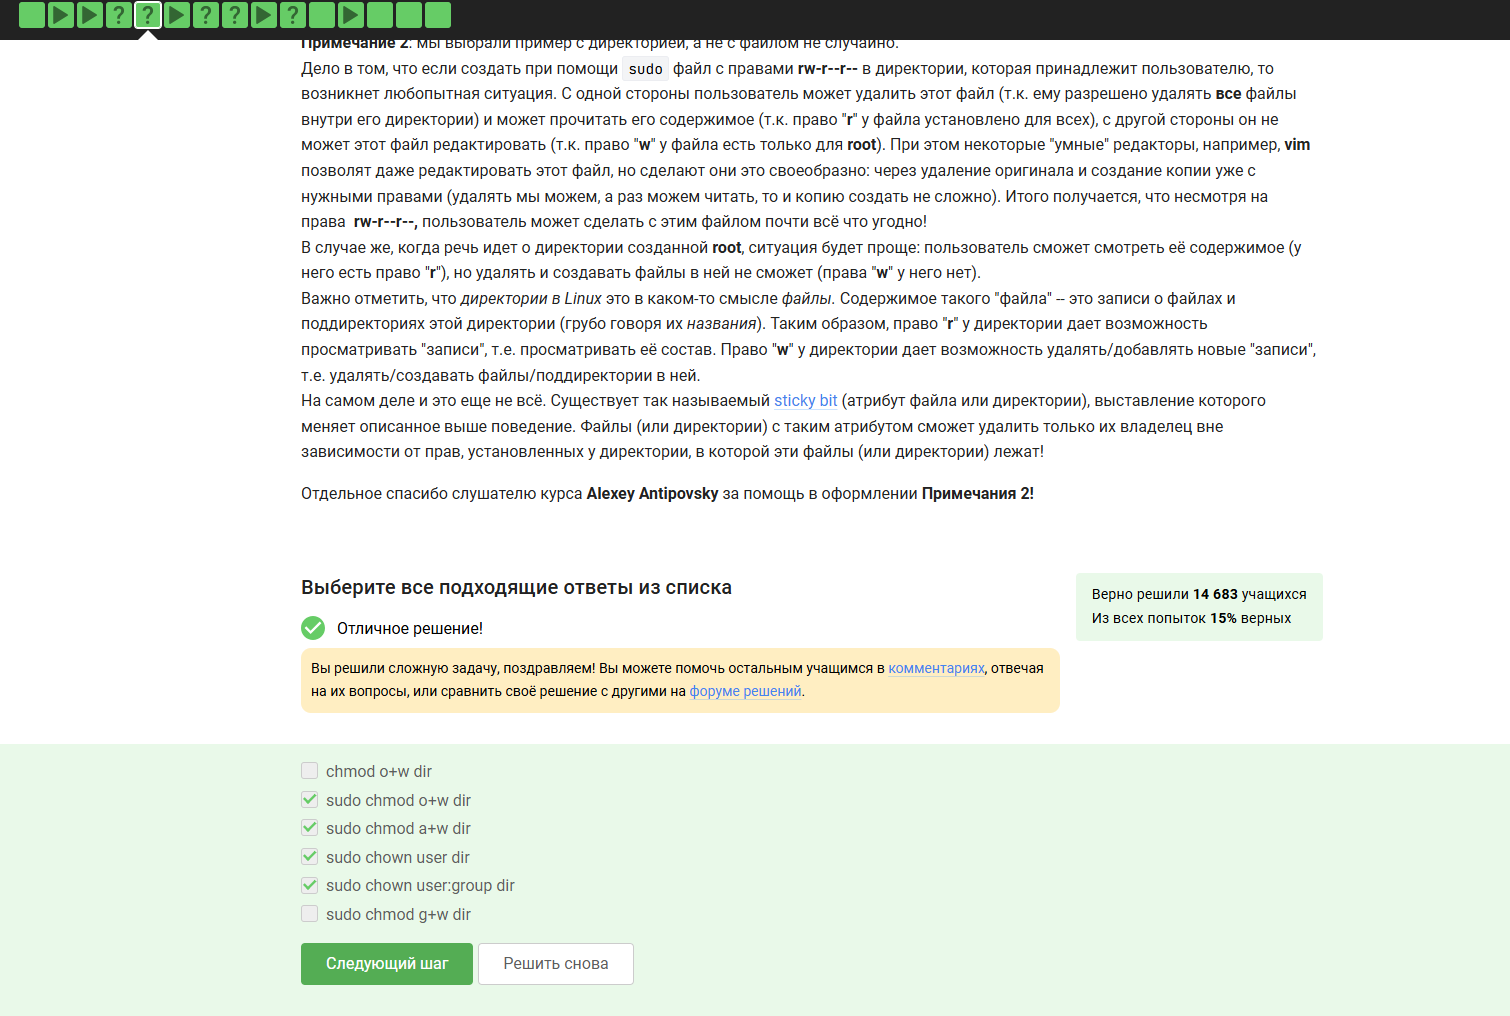 ? ? ? ? ?
Примечание 2: мы выбрали пример с директорией, а не с файлом не случайно.
Дело в том, что если создать при помощи sudo файл с правами rw-r--r-- в директории, которая принадлежит пользователю, то
возникнет любопытная ситуация. С одной стороны пользователь может удалить этот файл (т.к. ему разрешено удалять все файлы
внутри его директории) и может прочитать его содержимое (т.к. право "r" у файла установлено для всех), с другой стороны он не
может этот файл редактировать (т.к. право "w" у файла есть только для root). При этом некоторые "умные" редакторы, например, vim
позволят даже редактировать этот файл, но сделают они это своеобразно: через удаление оригинала и создание копии уже с
нужными правами (удалять мы можем, а раз можем читать, то и копию создать не сложно). Итого получается, что несмотря на
права rw-r--r--, пользователь может сделать с этим файлом почти всё что угодно!
В случае же, когда речь идет о директории созданной root, ситуация будет проще: пользователь сможет смотреть её содержимое (у
него есть право "r"), но удалять и создавать файлы в ней не сможет (права "w" у него нет).
Важно отметить, что директории в Linux это в каком-то смысле файлы. Содержимое такого "файла" -- это записи о файлах и
поддиректориях этой директории (грубо говоря их названия). Таким образом, право "r" у директории дает возможность
просматривать "записи", т.е. просматривать её состав. Право "w" у директории дает возможность удалять/добавлять новые "записи",
т.е. удалять/создавать файлы/поддиректории в ней.
На самом деле и это еще не всё. Существует так называемый sticky bit (атрибут файла или директории), выставление которого
меняет описанное выше поведение. Файлы (или директории) с таким атрибутом сможет удалить только их владелец вне
зависимости от прав, установленных у директории, в которой эти файлы (или директории) лежат!
Отдельное спасибо слушателю курса Alexey Antipovsky за помощь в оформлении Примечания 2!
Выберите все подходящие ответы из списка
Верно решили 14 683 учащихся
Из всех попыток 15% верных
Отличное решение!
Вы решили сложную задачу, поздравляем! Вы можете помочь остальным учащимся в комментариях, отвечая
на их вопросы, или сравнить своё решение с другими на форуме решений.
chmod o+w dir
sudo chmod o+w dir
sudo chmod a+w dir
sudo chown user dir
sudo chown user:group dir
sudo chmod g+w dir
Следующий шаг
Решить снова